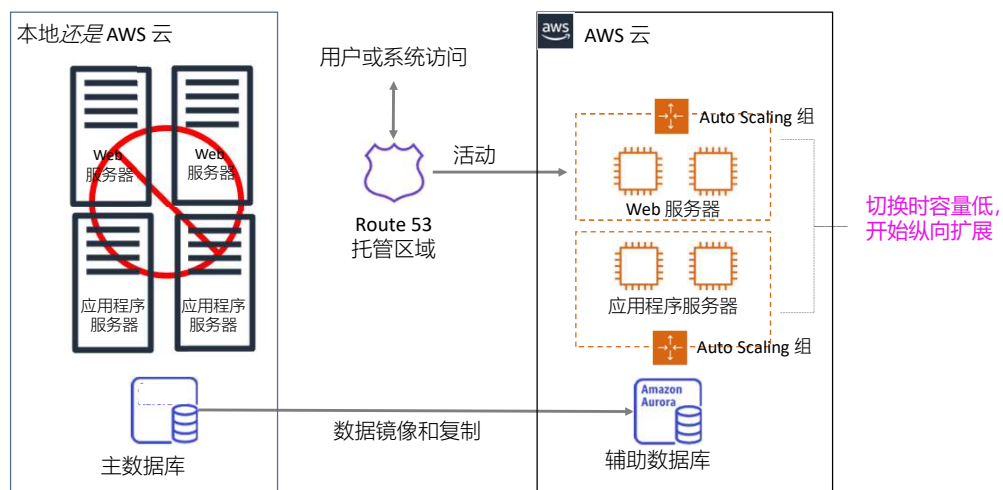 本地还是 AWS 云
Web
服务器
Web
服务器
应用程序
服务器
应用程序
服务器
主数据库
用户或系统访问
活动
Route 53
托管区域
数据镜像和复制
aws
AWS 云
Auto Scaling 组
Web 服务器
应用程序服务器
Auto Scaling 组
Amazon
Aurora
辅助数据库
切换时容量低，
开始纵向扩展